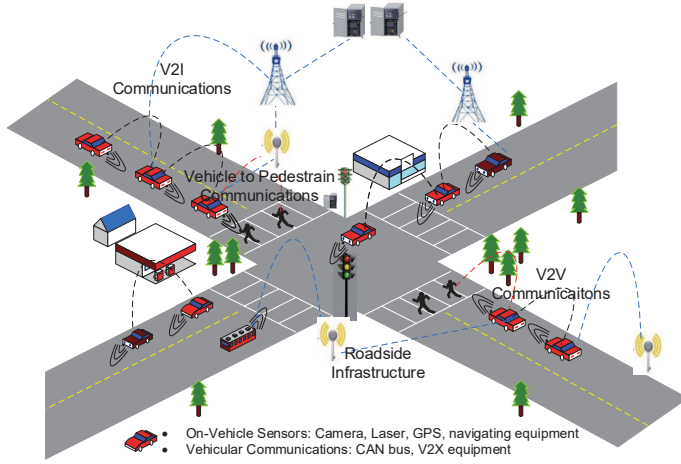 V2I
Communications
Vehicle to Pedestrain
Communications
V2V
Communicaitons
Roadside
Infrastructure
• On-Vehicle Sensors: Camera, Laser, GPS, navigating equipment
• Vehicular Communications: CAN bus, V2X equipment